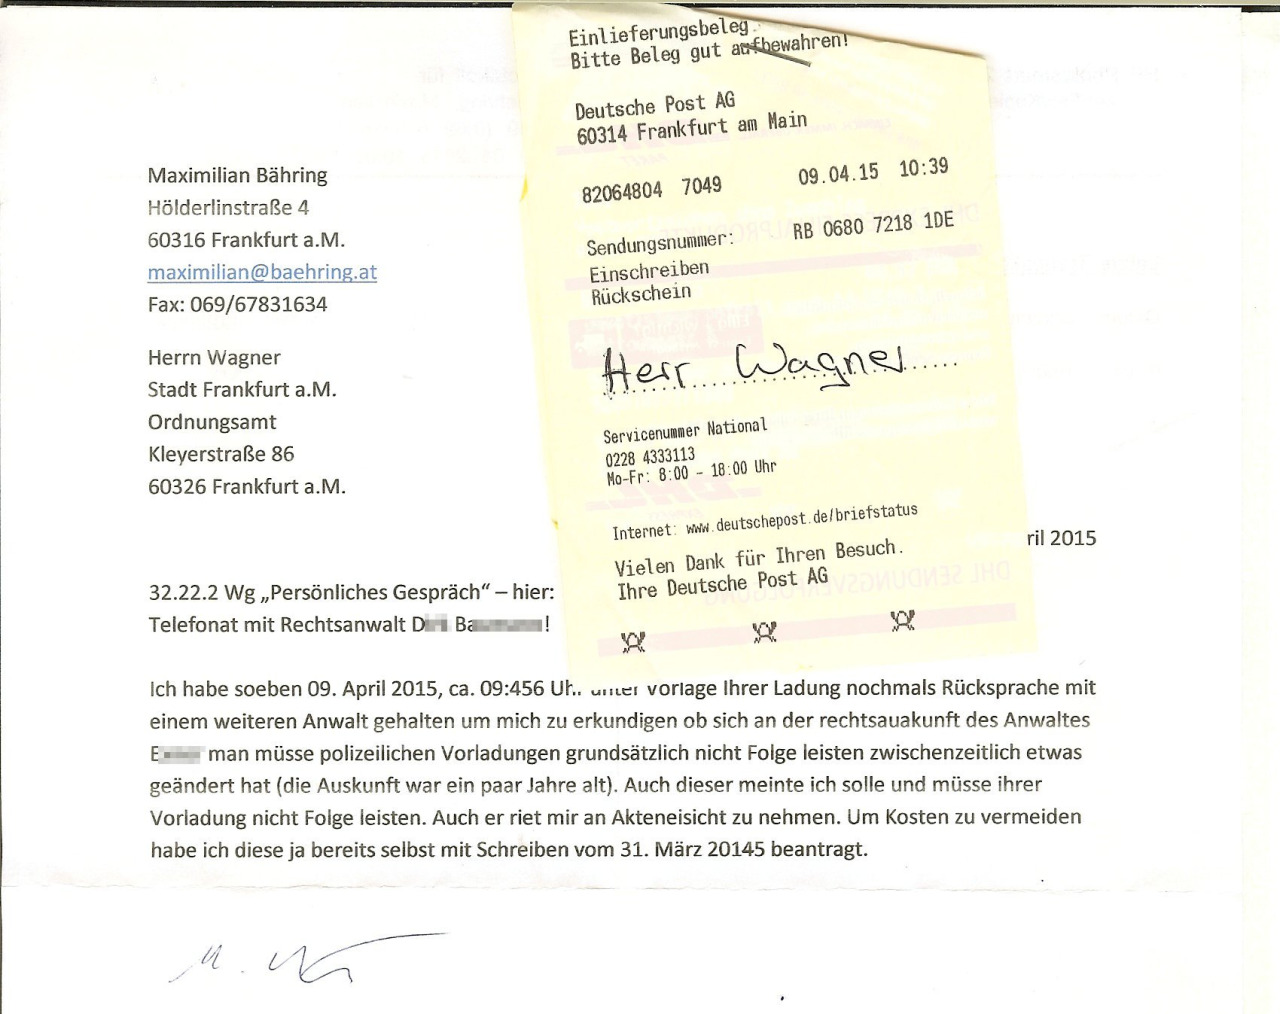 Einlieferungsbeleg
Bitte Beleg gut aufbewahren!
Deutsche Post AG
60314 Frankfurt am Main
82064804 7049 09.04.15 10:39
Sendungsnummer: RB 0680 7218 1DE
Einschreiben
Rückschein
Herr Wagner
Servicenummer National
0228 4333113
Mo-Fr: 8:00 - 18:00 Uhr
Internet: www.deutschepost.de/briefstatus
Vielen Dank für Ihren Besuch.
Ihre Deutsche Post AG
Maximilian Bähring
Hölderlinstraße 4
60316 Frankfurt a.M.
maximilian@baehring.at
Fax: 069/67831634
Herrn Wagner
Stadt Frankfurt a.M.
Ordnungsamt
Kleyerstraße 86
60326 Frankfurt a.M.
ril 2015
32.22.2 Wg „Persönliches Gespräch“ – hier:
Telefonat mit Rechtsanwalt D Ba !
Ich habe soeben 09. April 2015, ca. 09:456 Uhr unter Vorlage Ihrer Ladung nochmals Rücksprache mit
einem weiteren Anwalt gehalten um mich zu erkundigen ob sich an der rechtsauakunft des Anwaltes
E man müsse polizeilichen Vorladungen grundsätzlich nicht Folge leisten zwischenzeitlich etwas
geändert hat (die Auskunft war ein paar Jahre alt). Auch dieser meinte ich solle und müsse ihrer
Vorladung nicht Folge leisten. Auch er riet mir an Akteneisicht zu nehmen. Um Kosten zu vermeiden
habe ich diese ja bereits selbst mit Schreiben vom 31. März 20145 beantragt.